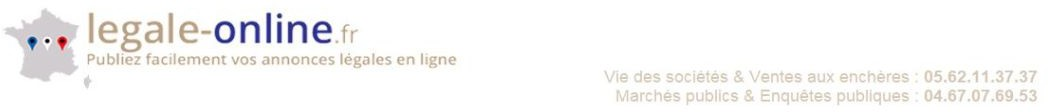 legale-online.fr
Publiez facilement vos annonces légales en ligne
Vie des sociétés & Ventes aux enchères : 05.62.11.37.37
Marchés publics & Enquêtes publiques : 04.67.07.69.53